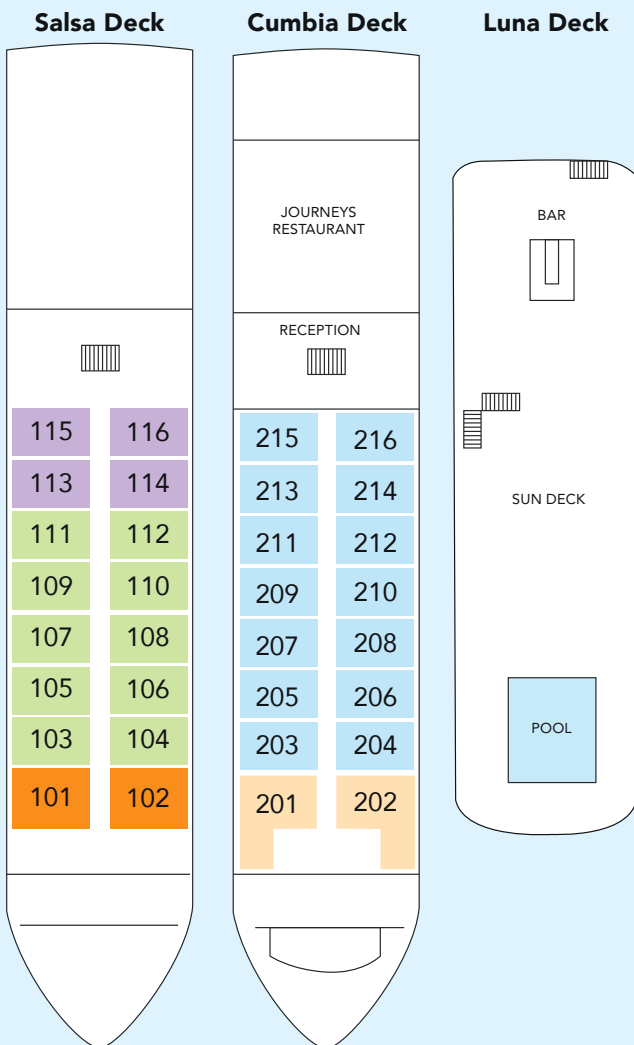 Salsa Deck
115 116
113 114
111 112
109 110
107 108
105 106
103 104
101 102
Cumbia Deck
JOURNEYS
RESTAURANT
RECEPTION
215 216
213 214
211 212
209 210
207 208
205 206
203 204
201 202
Luna Deck
BAR
SUN DECK
POOL